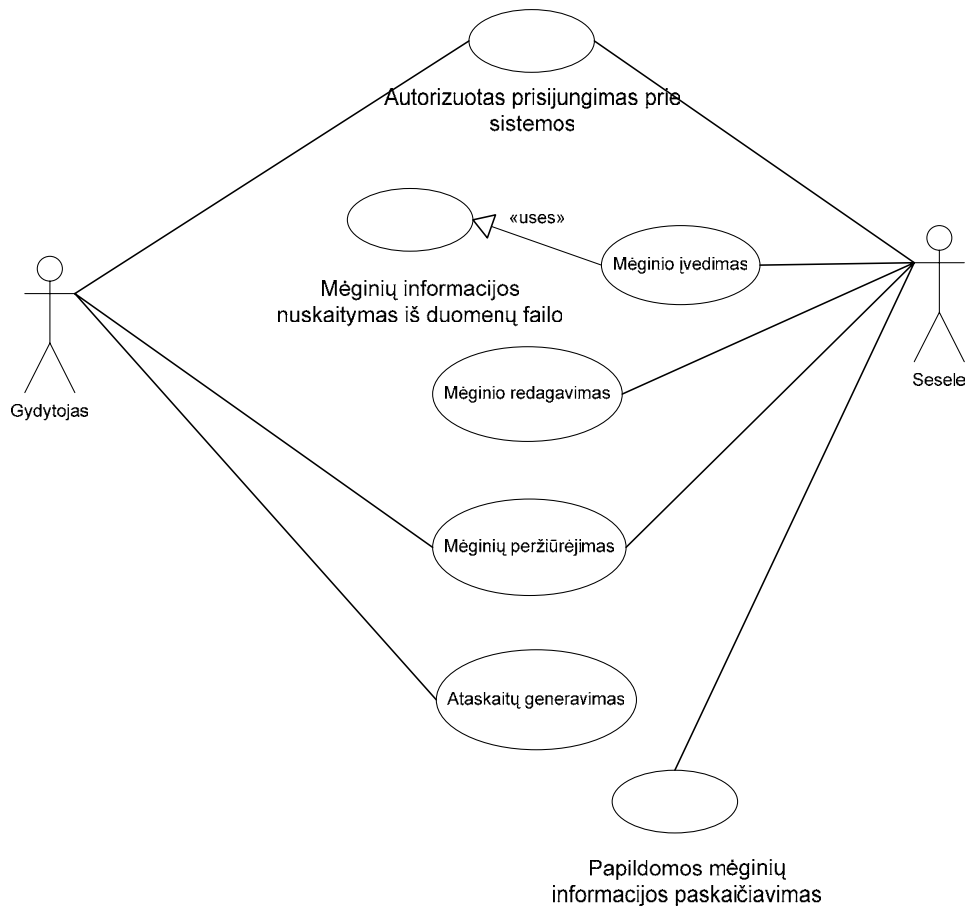 Autorizuotas prisijungimas prie
sistemos
«uses»
Mėginio įvedimas
Mėginių informacijos
nuskaitymas iš duomenų failo
Sesele
Mėginio redagavimas
Gydytojas
Mėginių peržiūrėjimas
Ataskaitų generavimas
Papildomos mėginių
informacijos paskaičiavimas